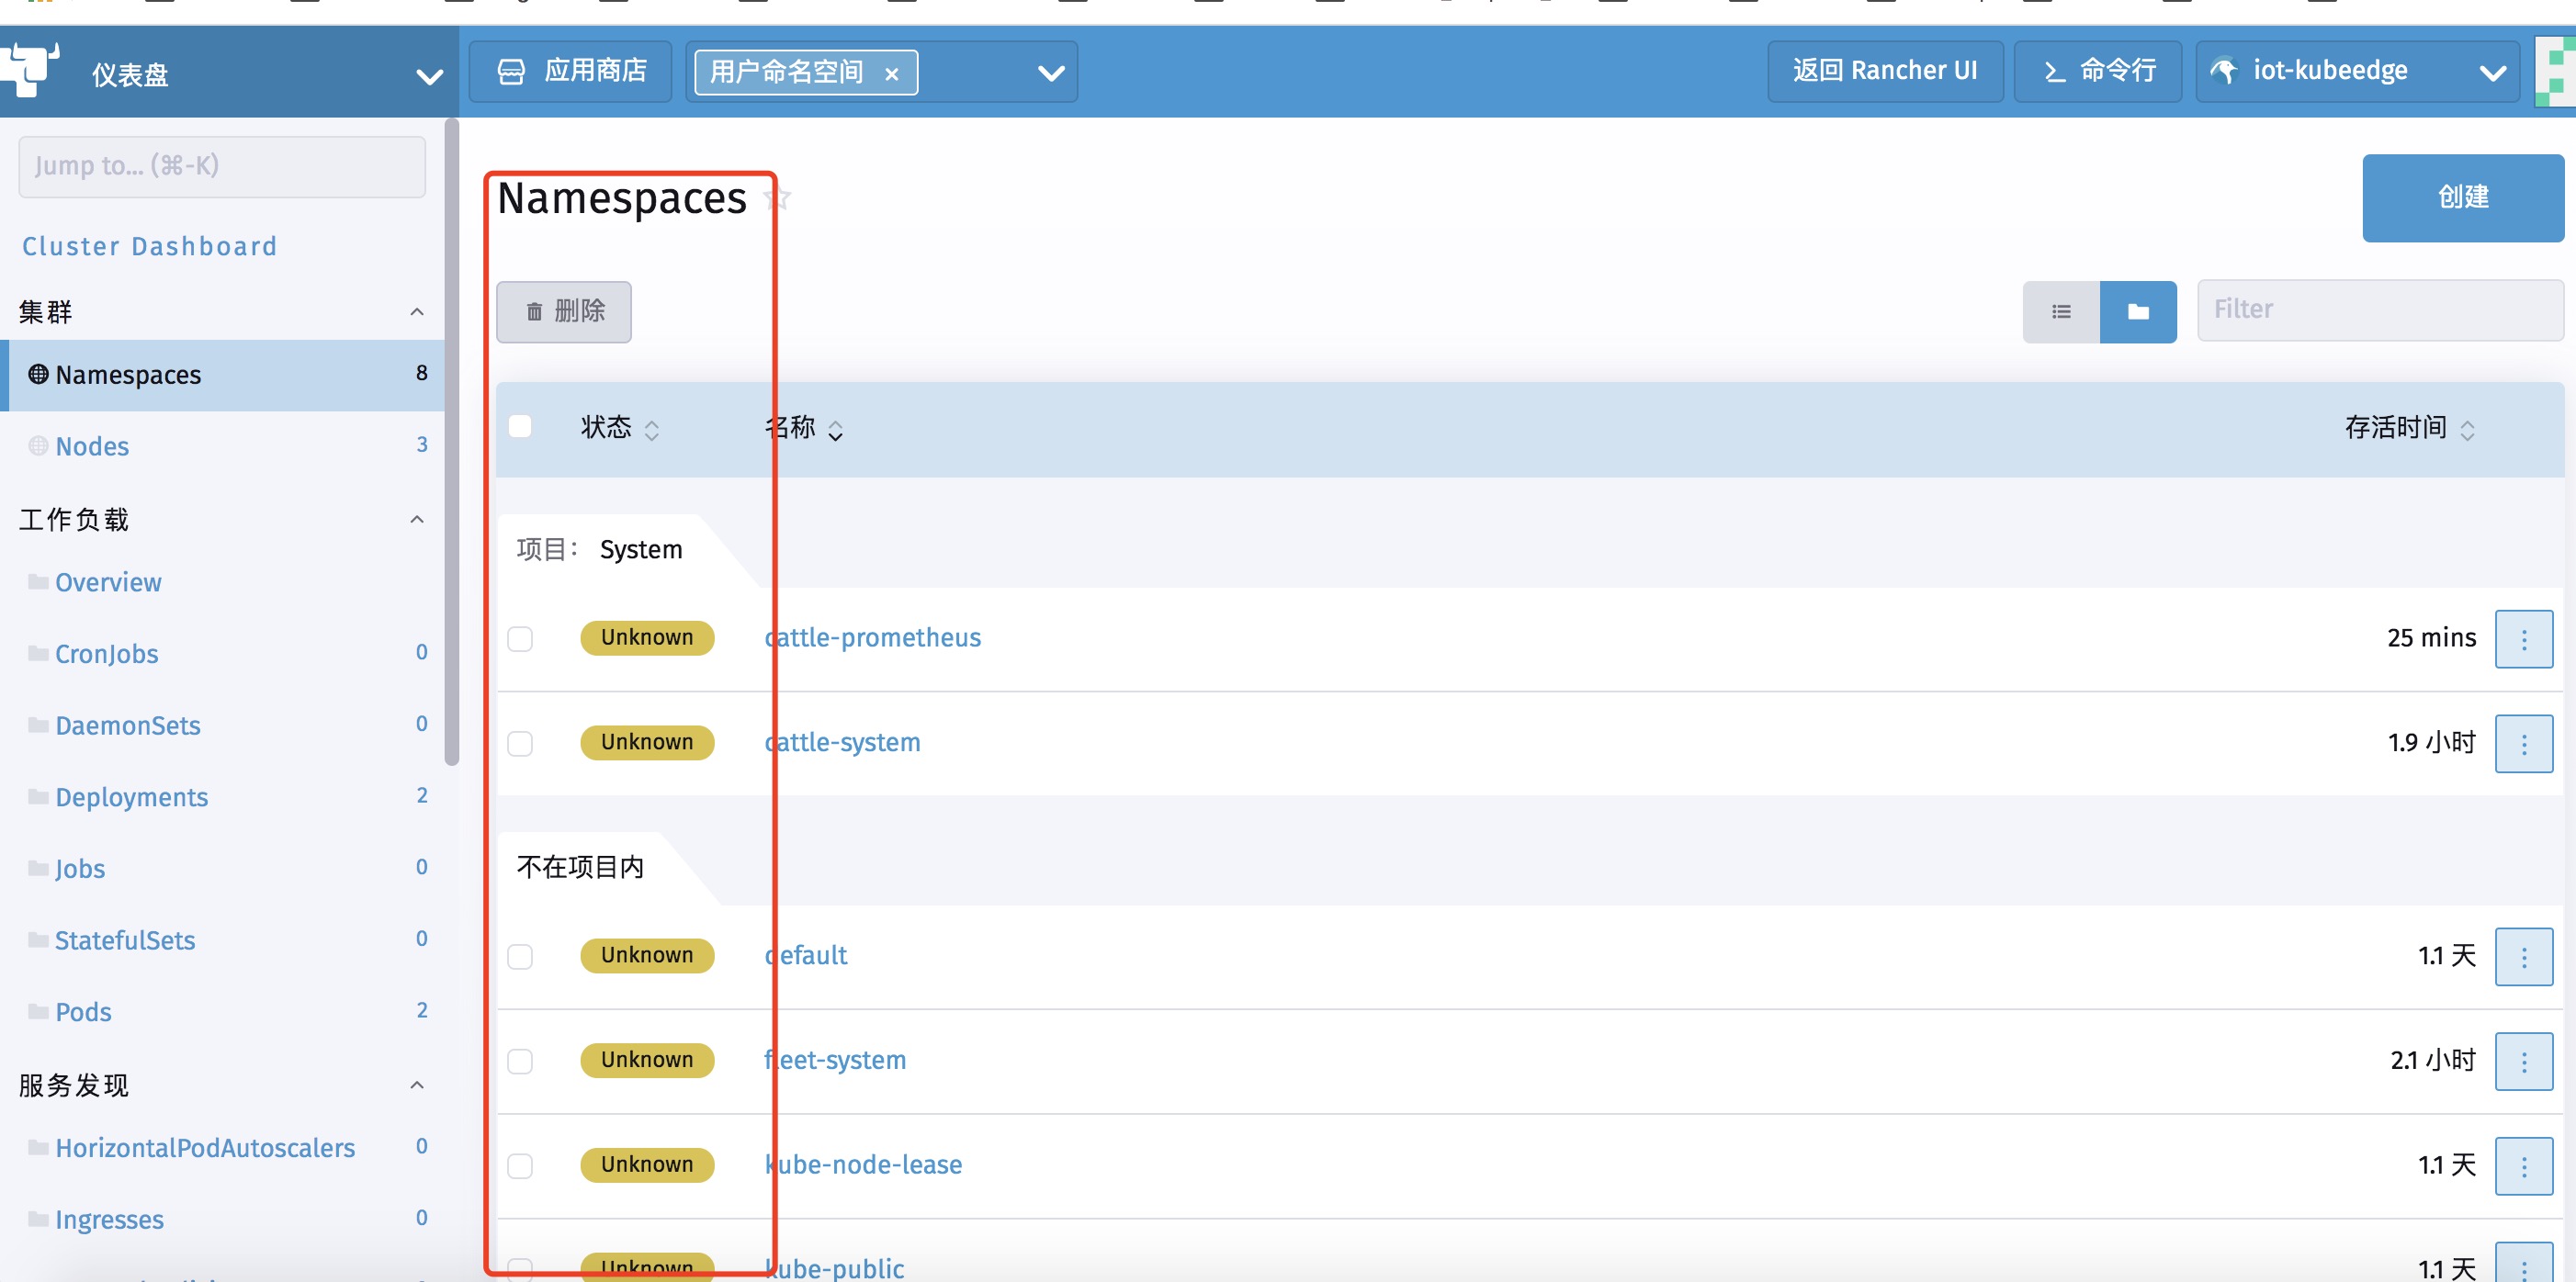 仪表盘
应用商店
用户命名空间 ×
返回 Rancher UI
命令行
iot-kubeedge
Jump to... (⌘-K)
Cluster Dashboard
集群
Namespaces 8
Nodes 3
工作负载
Overview
CronJobs 0
DaemonSets 0
Deployments 2
Jobs 0
StatefulSets 0
Pods 2
服务发现
HorizontalPodAutoscalers 0
Ingresses 0
Namespaces
创建
删除
Filter
状态 名称 存活时间
项目： System
Unknown cattle-prometheus 25 mins
Unknown cattle-system 1.9 小时
不在项目内
Unknown default 1.1 天
Unknown fleet-system 2.1 小时
Unknown kube-node-lease 1.1 天
Unknown kube-public 1.1 天